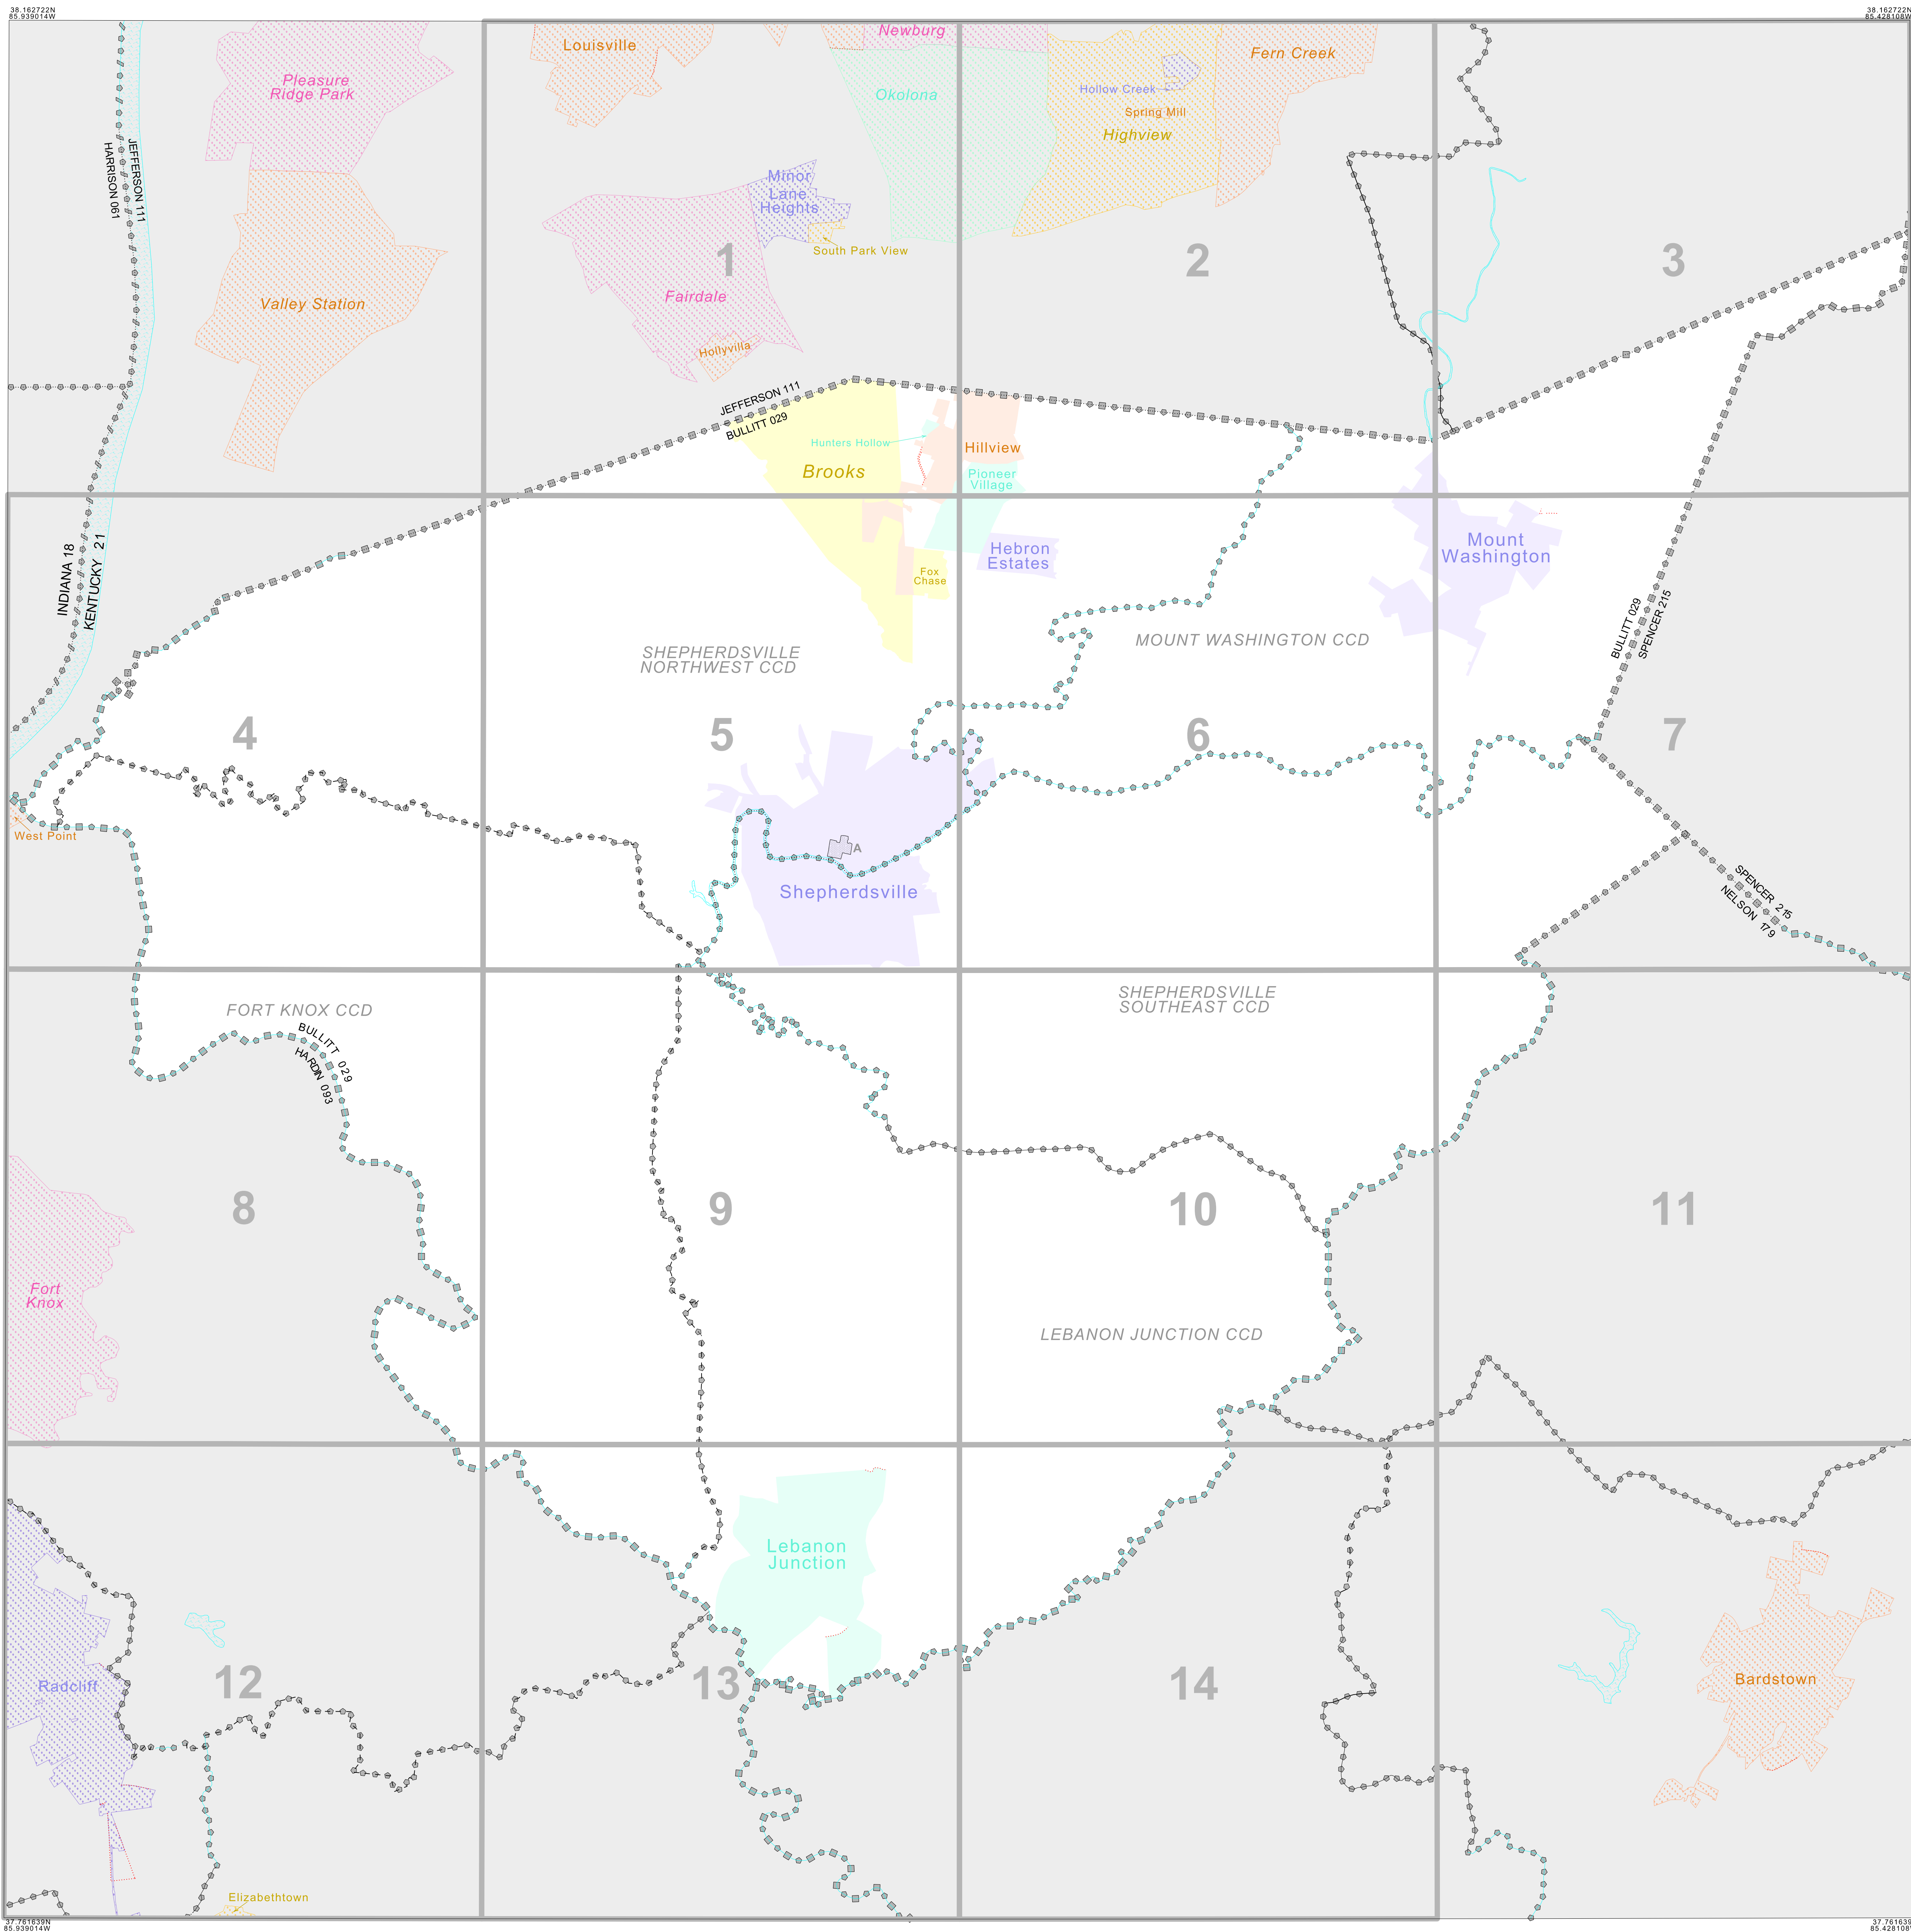 38.162722N
85.939014W
38.162722N
85.428108W
Newburg
Louisville
Fern Creek
Pleasure
Ridge Park
Okolona
Hollow Creek
Spring Mill
Highview
JEFFERSON 111
HARRISON 061
Minor
Lane
Heights
South Park View
1
2
3
Fairdale
Valley Station
Hollyvilla
JEFFERSON 111
BULLITT 029
Hunters Hollow
Hillview
Brooks
Pioneer
Village
INDIANA 18
KENTUCKY 21
Hebron
Estates
Mount
Washington
Fox
Chase
BULLITT 029
SPENCER 215
SHEPHERDSVILLE
NORTHWEST CCD
MOUNT WASHINGTON CCD
4
5
6
7
West Point
A
Shepherdsville
SPENCER 215
NELSON 179
FORT KNOX CCD
SHEPHERDSVILLE
SOUTHEAST CCD
BULLITT 029
HARDIN 093
8
9
10
11
Fort
Knox
LEBANON JUNCTION CCD
Lebanon
Junction
Radcliff
12
13
14
Bardstown
Elizabethtown
37.761639N
85.939014W
37.761639
85.428108